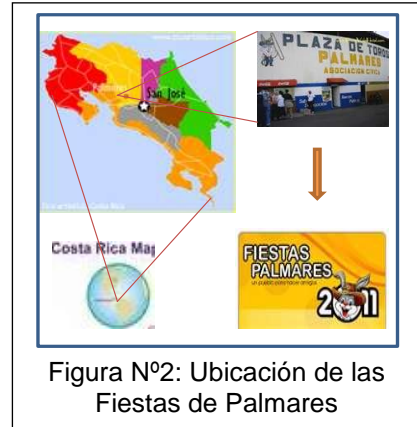 PLAZA DE TOROS
PALMARES
ASOCIACIÓN CÍVICA
San José
Costa Rica Map
FIESTAS
PALMARES
2011
Figura Nº2: Ubicación de las
Fiestas de Palmares